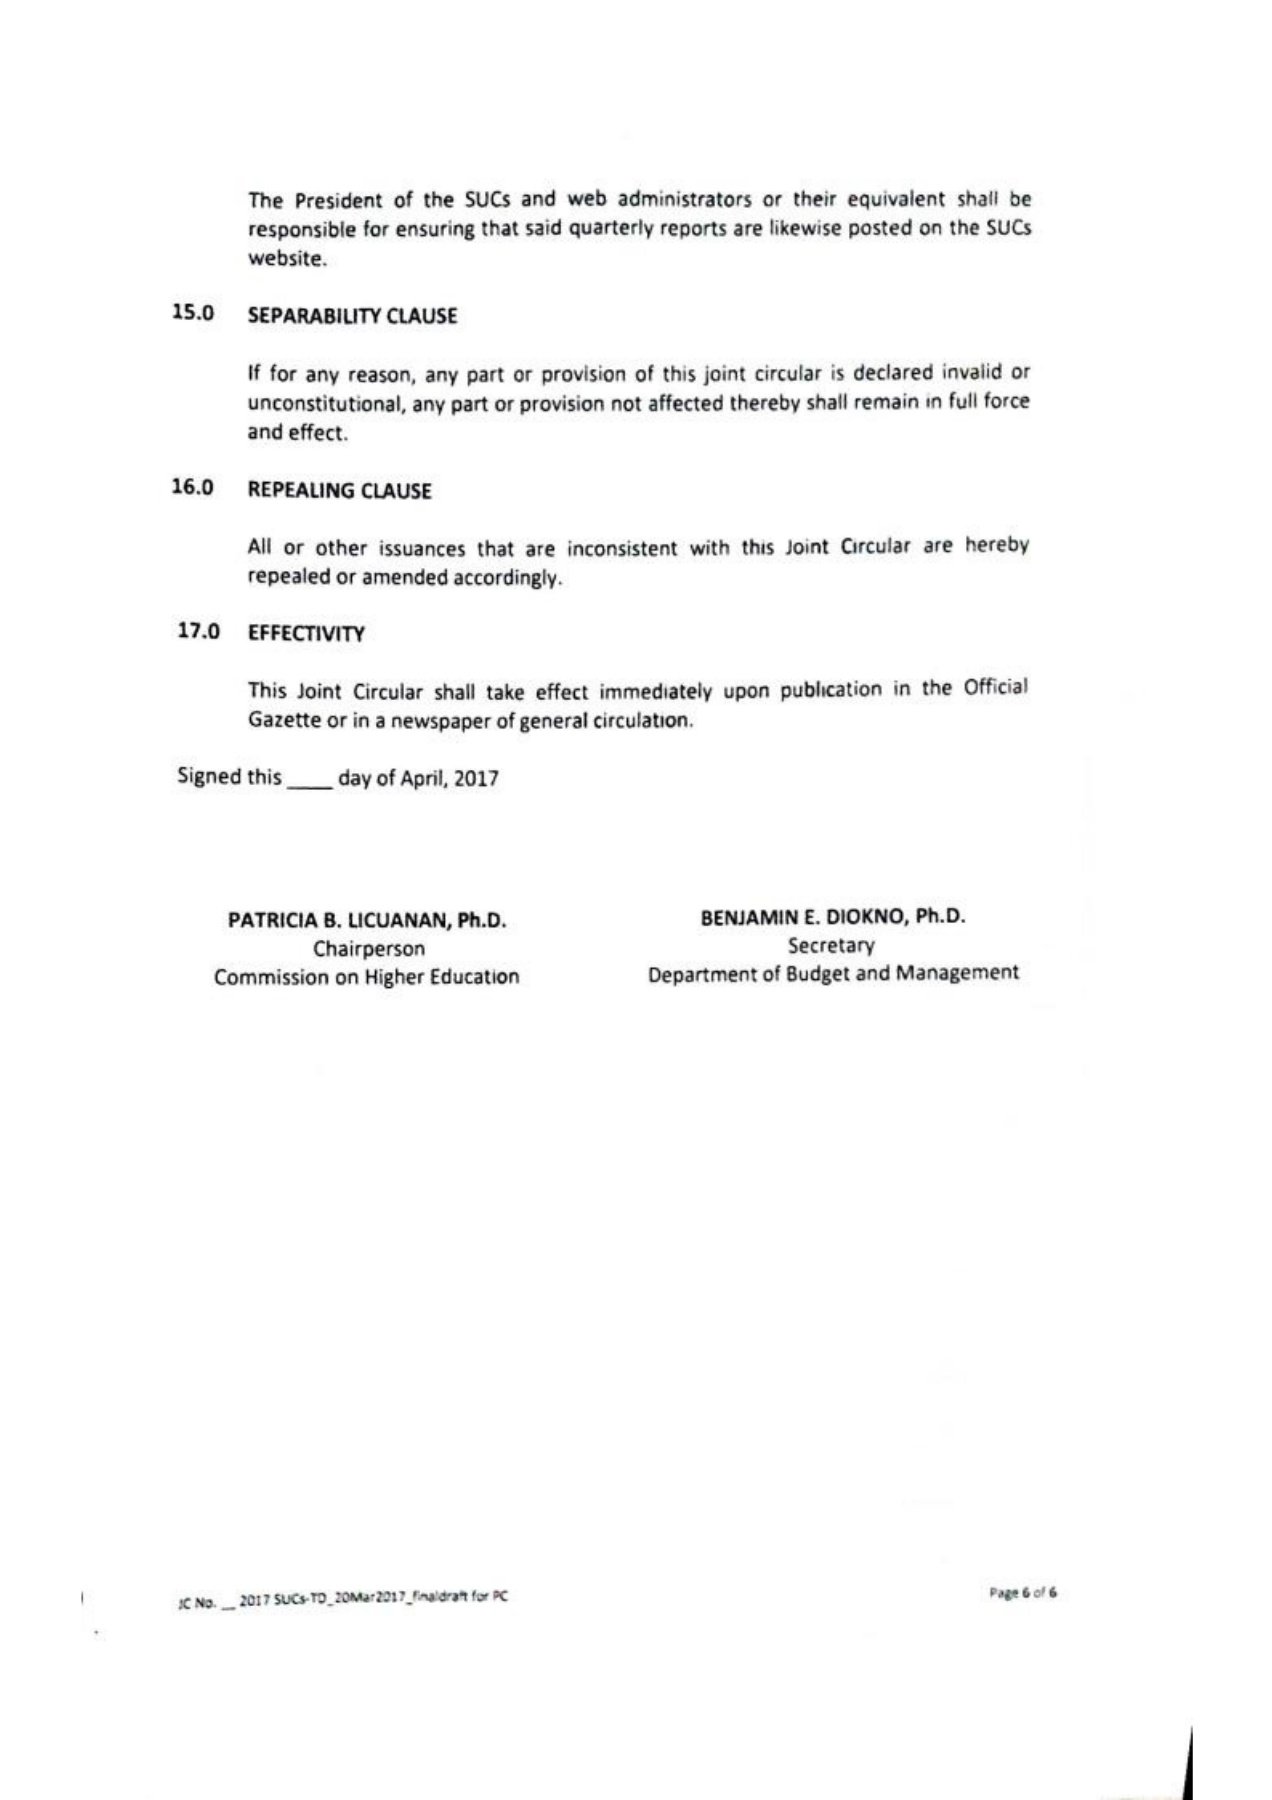 The President of the SUCs and web administrators or their equivalent shall be
responsible for ensuring that said quarterly reports are likewise posted on the SUCs
website.
15.0 SEPARABILITY CLAUSE
If for any reason, any part or provision of this joint circular is declared invalid or
unconstitutional, any part or provision not affected thereby shall remain in full force
and effect.
16.0 REPEALING CLAUSE
All or other issuances that are inconsistent with this Joint Circular are hereby
repealed or amended accordingly.
17.0 EFFECTIVITY
This Joint Circular shall take effect immediately upon publication in the Official
Gazette or in a newspaper of general circulation.
Signed this ____ day of April, 2017
PATRICIA B. LICUANAN, Ph.D.
Chairperson
Commission on Higher Education
BENJAMIN E. DIOKNO, Ph.D.
Secretary
Department of Budget and Management
JC No. __ 2017 SUCs-TD_20Mar2017_finaldraft for PC
Page 6 of 6